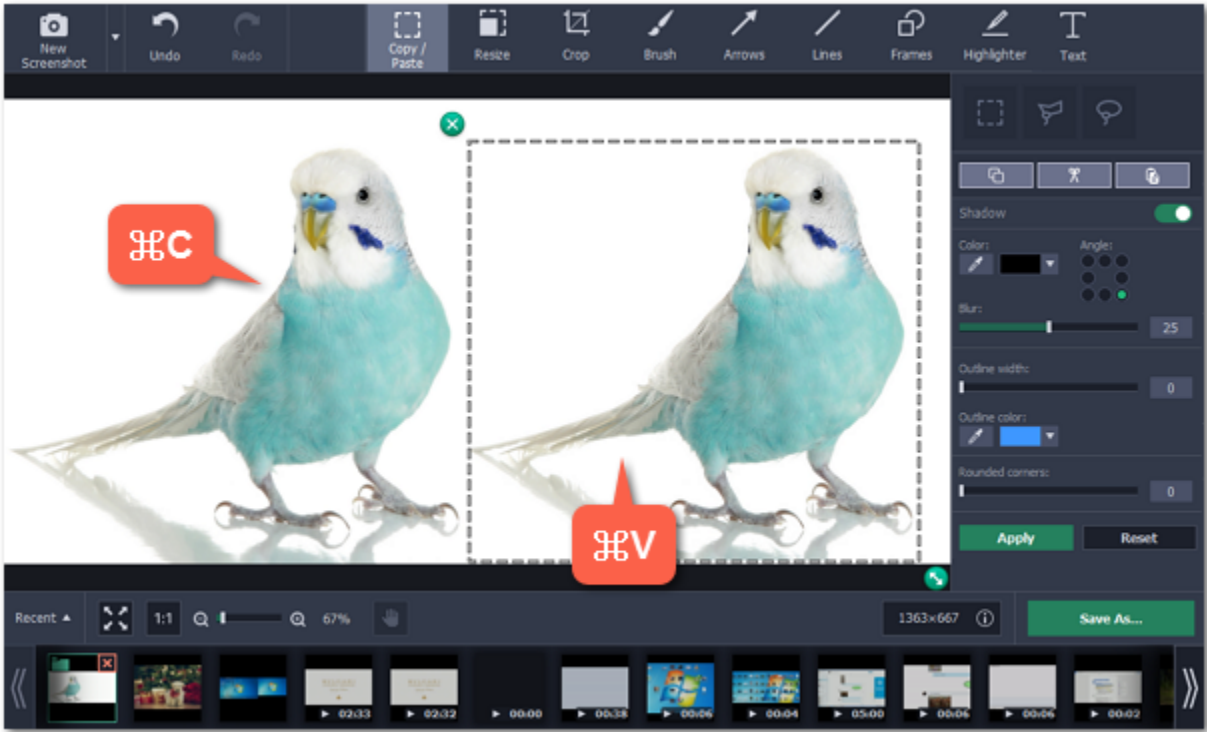 New
Screenshot
Undo
Redo
Copy /
Paste
Resize
Crop
Brush
Arrows
Lines
Frames
Highlighter
Text
⌘C
⌘V
Shadow
Color:
Angle:
Blur:
25
Outline width:
0
Outline color:
Rounded corners:
0
Apply
Reset
Recent
1:1
67%
1363×667
Save As...
02:33
02:32
00:00
00:38
00:06
00:04
05:00
00:06
00:06
00:02